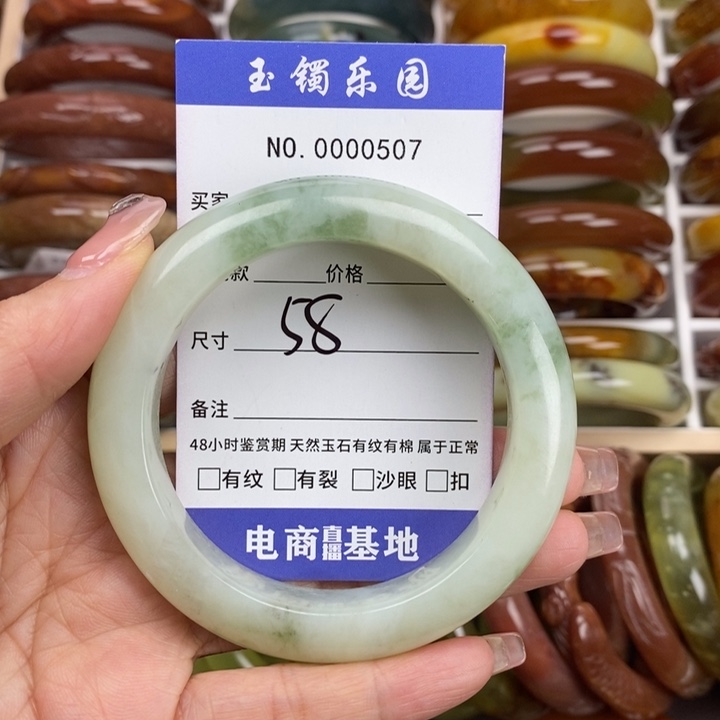 玉镯乐园
NO. 0000507
买家
款 价格
尺寸 58
备注
48小时鉴赏期 天然玉石有纹有棉 属于正常
□有纹 □有裂 □沙眼 □扣
电商直播基地